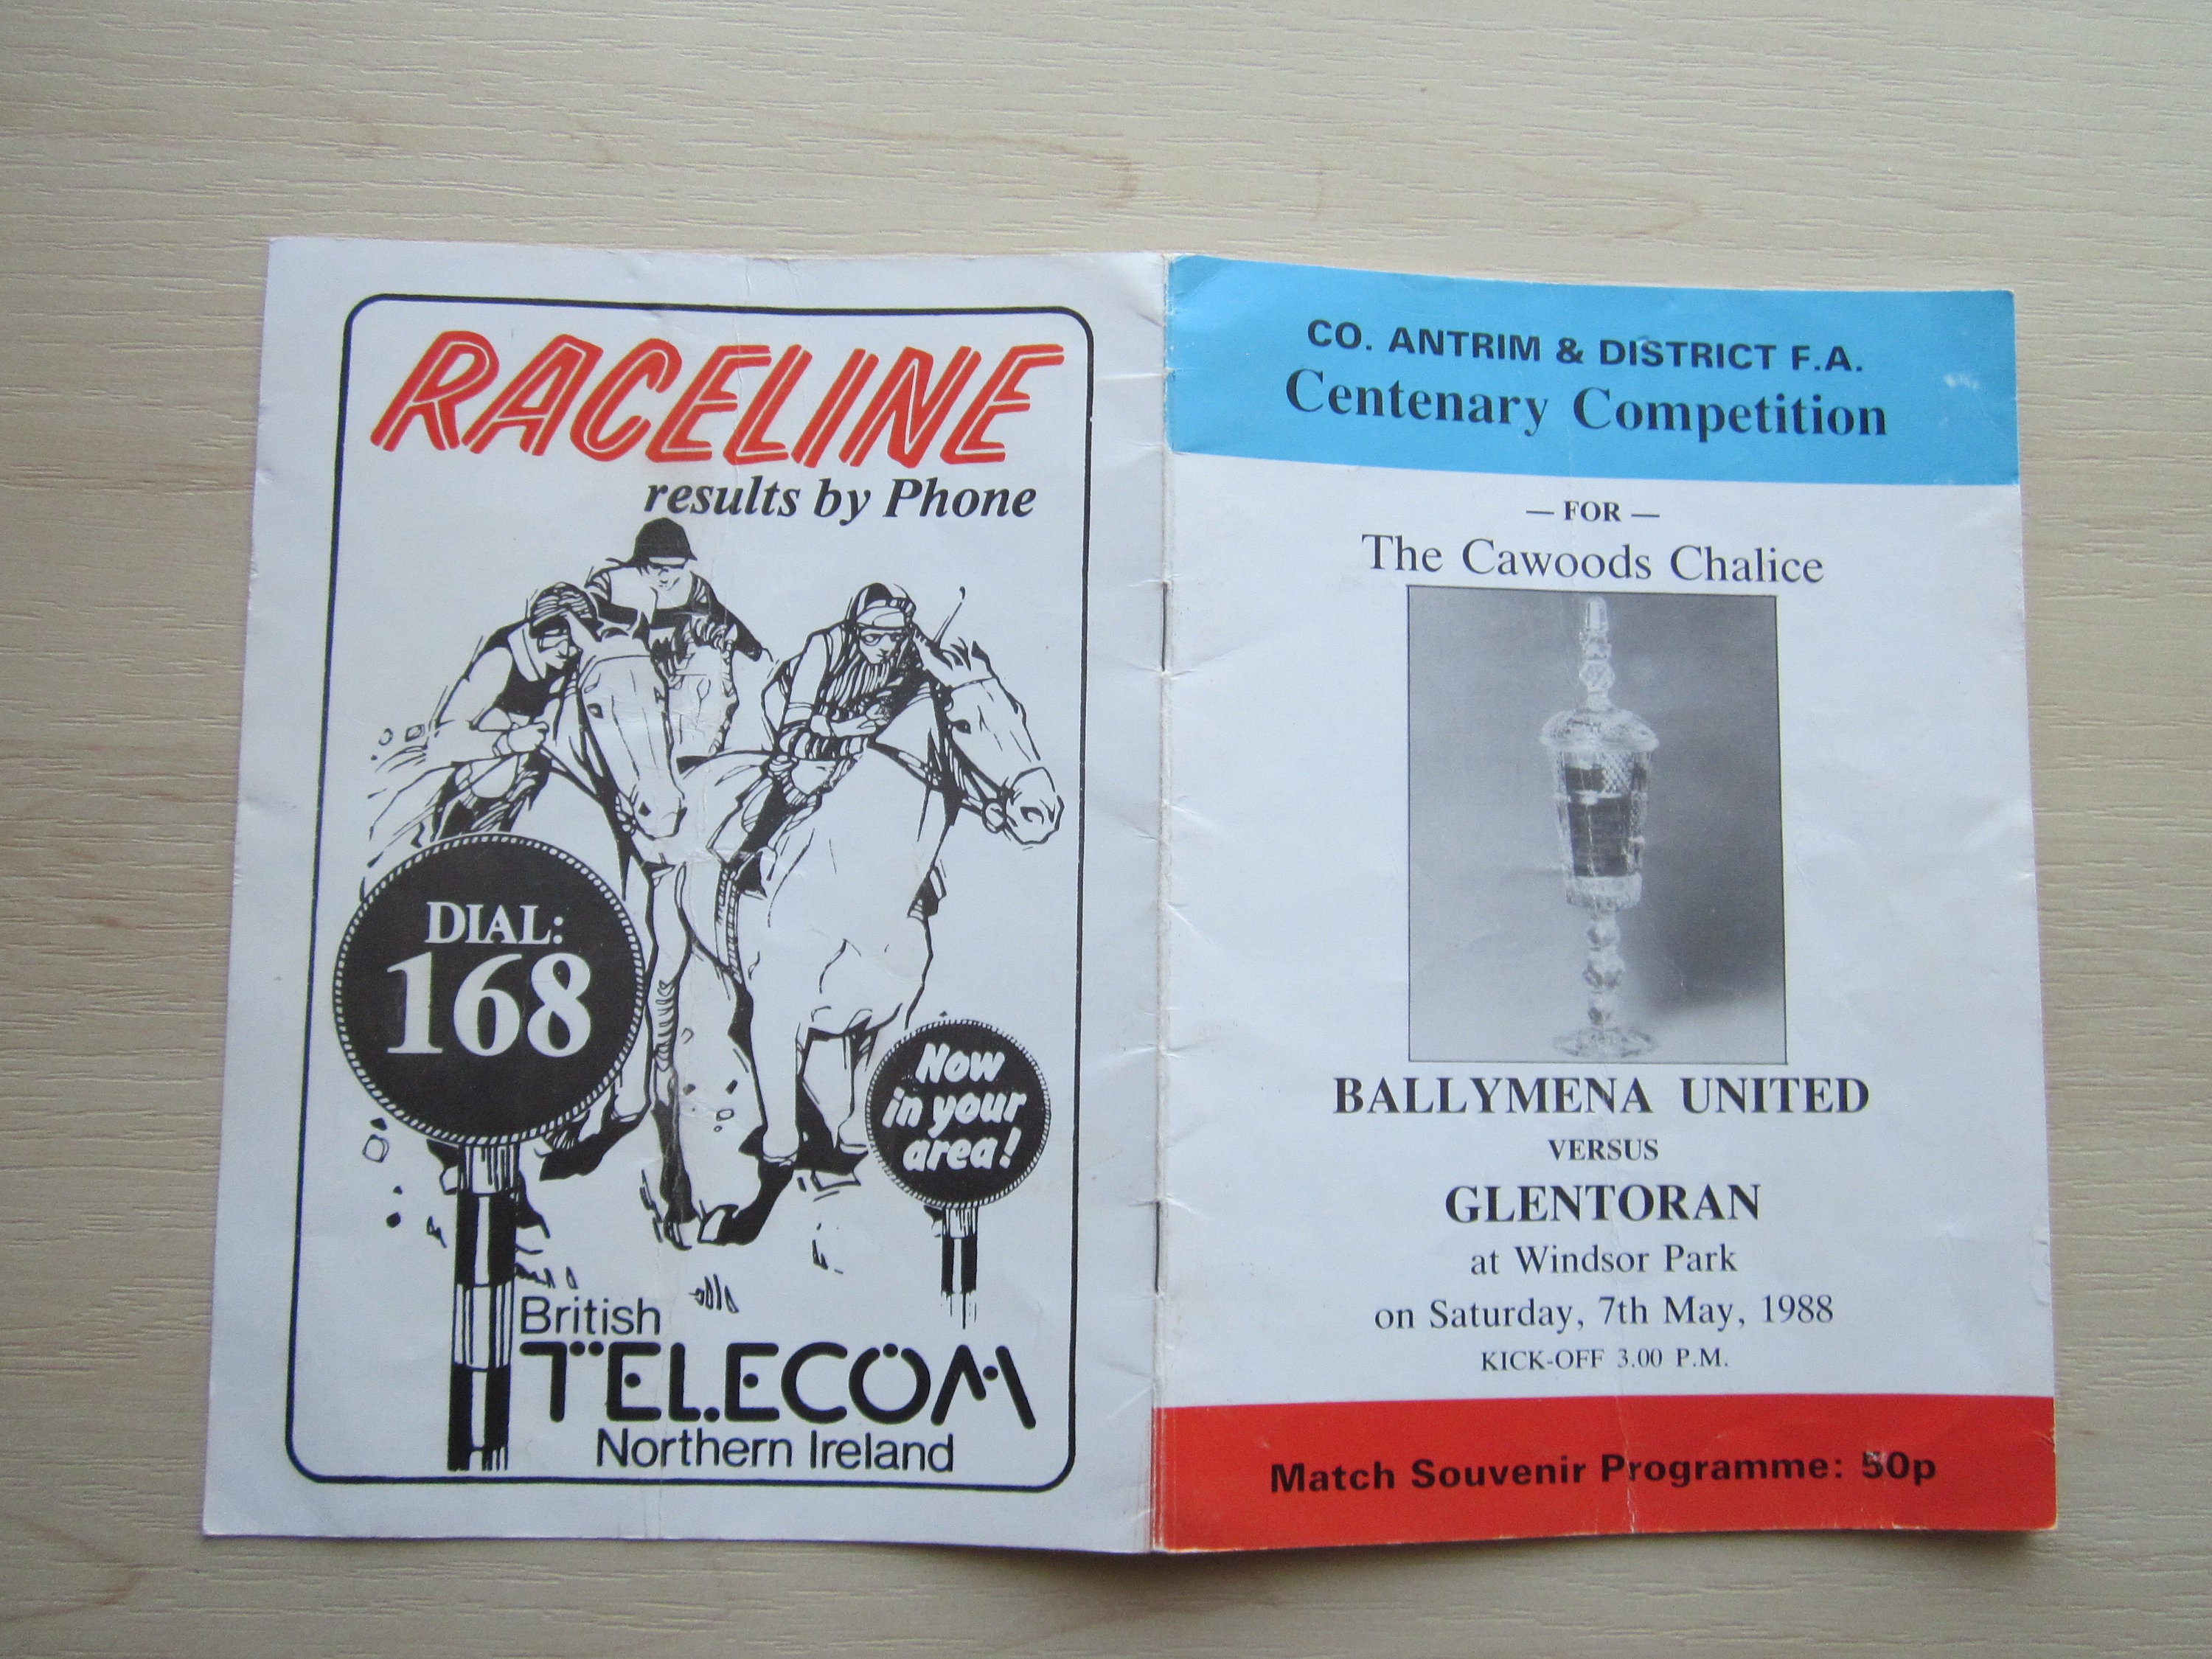 RACELINE
results by Phone
DIAL:
168
Now
in your
area!
British
TELECOM
Northern Ireland
CO. ANTRIM & DISTRICT F.A.
Centenary Competition
— FOR —
The Cawoods Chalice
BALLYMENA UNITED
VERSUS
GLENTORAN
at Windsor Park
on Saturday, 7th May, 1988
KICK-OFF 3.00 P.M.
Match Souvenir Programme: 50p